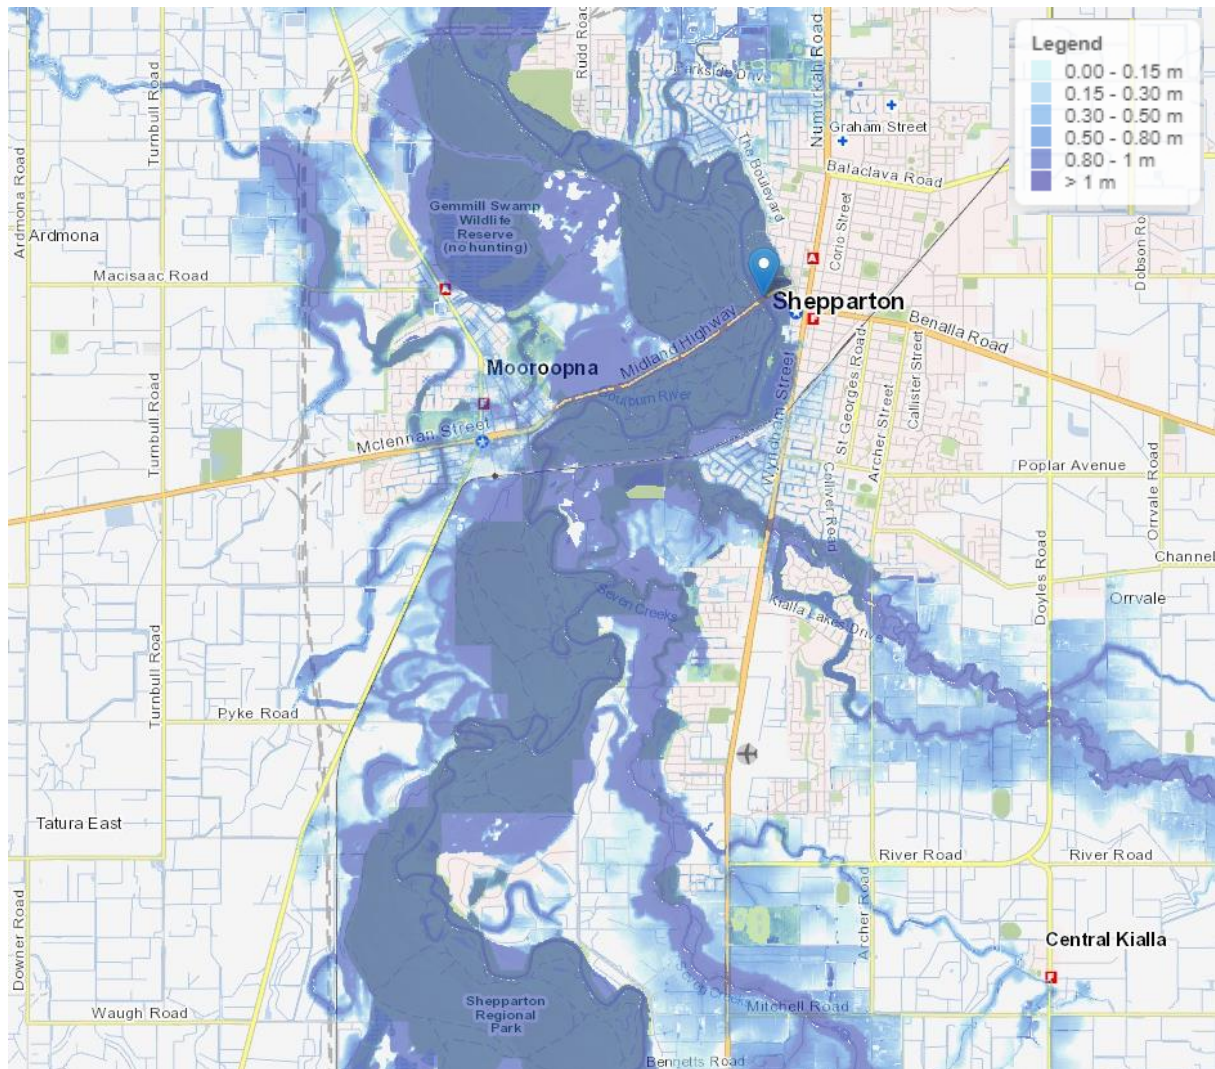 Legend
0.00 - 0.15 m
0.15 - 0.30 m
0.30 - 0.50 m
0.50 - 0.80 m
0.80 - 1 m
> 1 m
Rudd Road
Numurkah Road
Parkside Drive
Turnbull Road
Graham Street
The Boulevard
Balaclava Road
Ardmona Road
Gemmill Swamp
Wildlife
Reserve
(no hunting)
Corio Street
Ardmona
Dobson Ro
Macisaac Road
Shepparton
Midland Highway
Benalla Road
Mooroopna
St Georges Road
Callister Street
Archer Street
Wyndham Street
Turnbull Road
Mclennan Street
Poplar Avenue
Orrvale Road
Colliver Road
Doyles Road
Channel
Seven Creeks
Kialla Lakes Drive
Orrvale
Turnbull Road
Pyke Road
Tatura East
River Road
River Road
Downer Road
Archer Road
Central Kialla
Shepparton
Regional
Park
Mitchell Road
Waugh Road
Bennetts Road